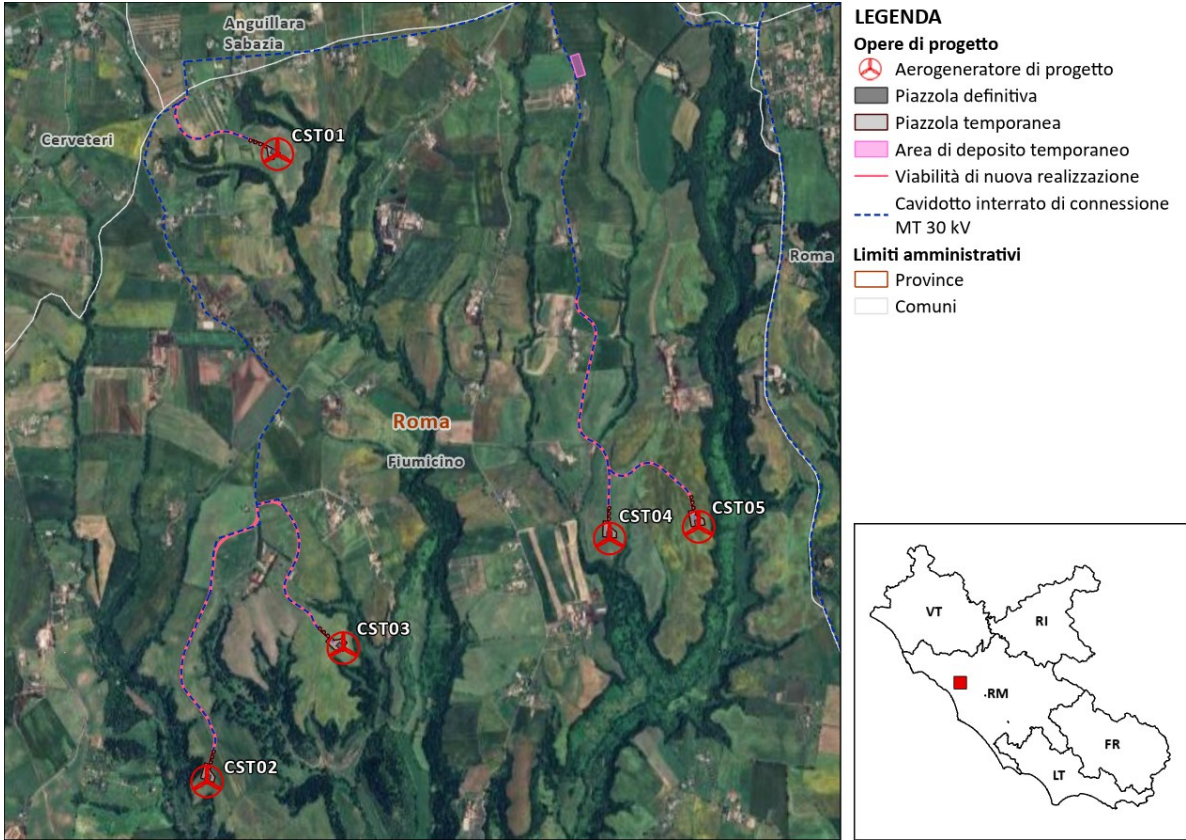 Anguillara
Sabazia
Cerveteri
CST01
Roma
Roma
Fiumicino
CST04
CST05
CST03
CST02
LEGENDA
Opere di progetto
Aerogeneratore di progetto
Piazzola definitiva
Piazzola temporanea
Area di deposito temporaneo
Viabilità di nuova realizzazione
Cavidotto interrato di connessione
MT 30 kV
Limiti amministrativi
Province
Comuni
VT
RI
RM
FR
LT